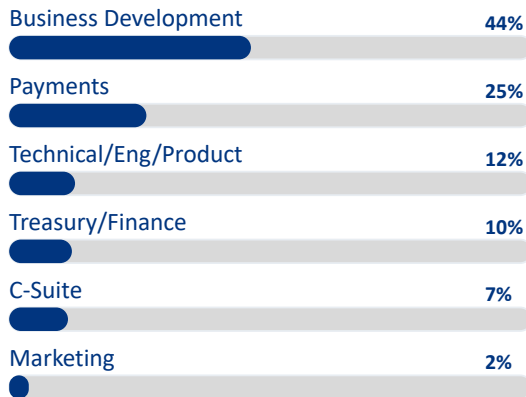 Business Development 44%
Payments 25%
Technical/Eng/Product 12%
Treasury/Finance 10%
C-Suite 7%
Marketing 2%